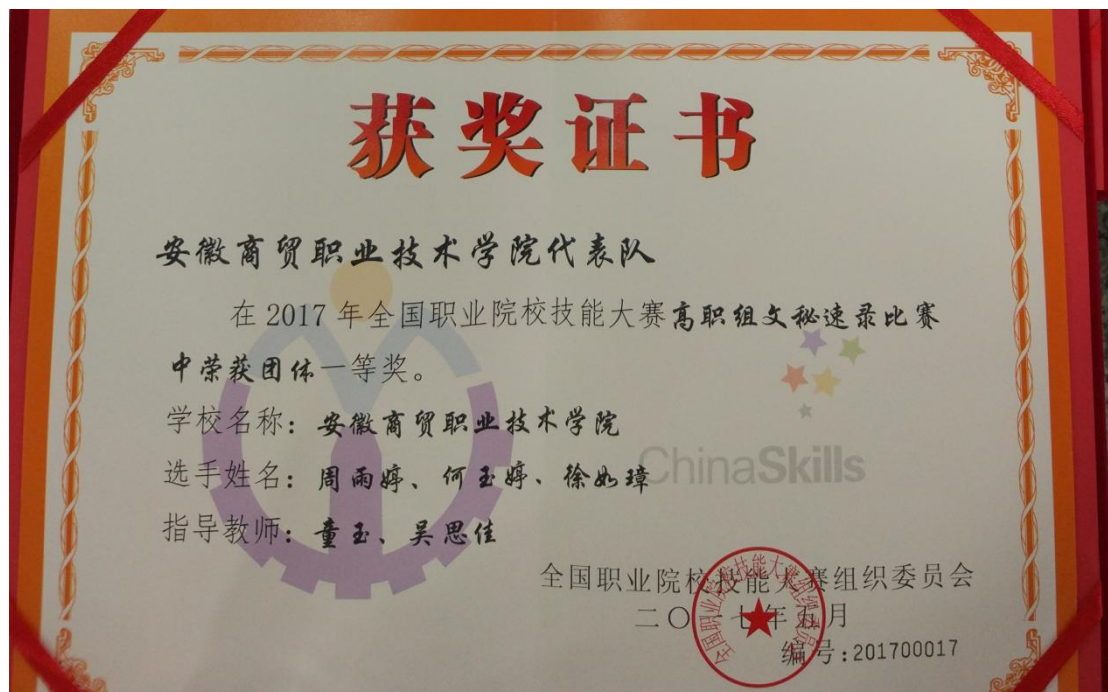 获奖证书
安徽商贸职业技术学院代表队
在 2017 年全国职业院校技能大赛高职组文秘速录比赛
中荣获团体一等奖。
学校名称：安徽商贸职业技术学院
ChinaSkills
选手姓名：周雨婷、何玉婷、徐如璋
指导教师：童玉、吴思佳
全国职业院校技能大赛组织委员会
二〇一七年五月
编号:201700017